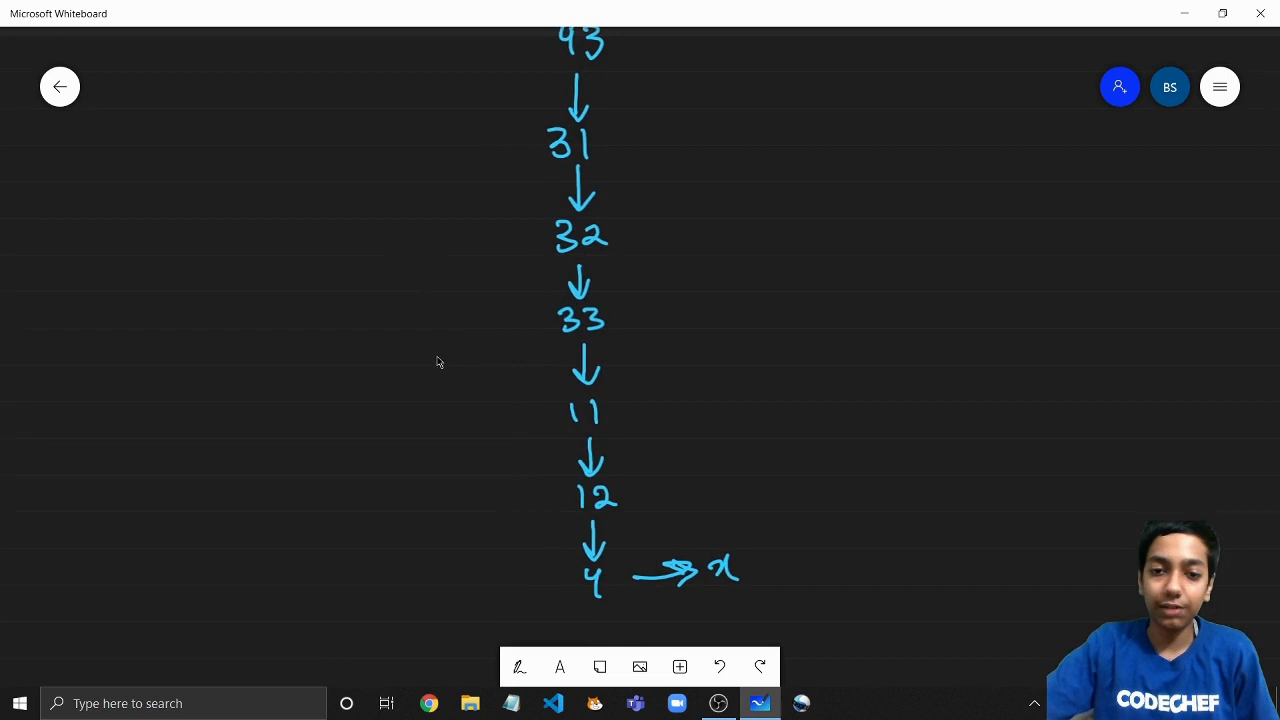 Microsoft Whiteboard
93
BS
31
32
33
11
12
4 → x
A
Type here to search
CODECHEF